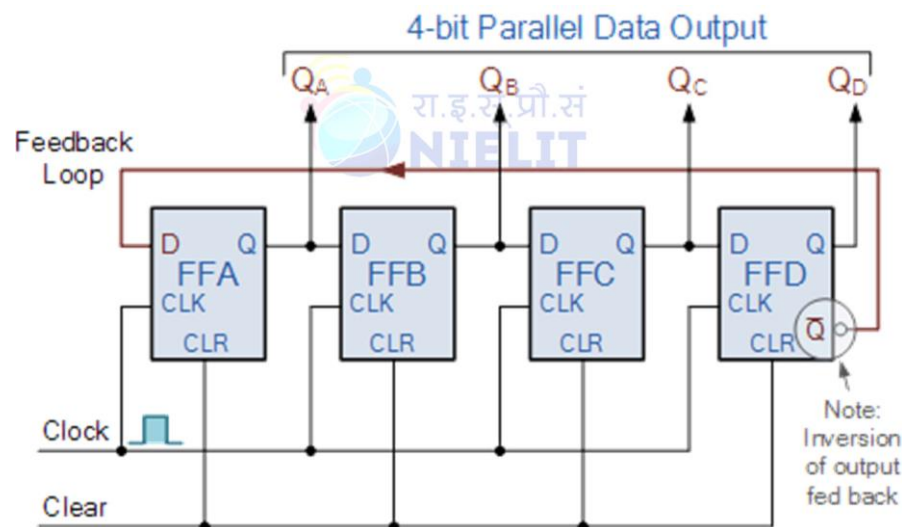 4-bit Parallel Data Output
QA QB QC QD
रा.इ.सू.प्रौ.सं
NIELIT
Feedback
Loop
D Q D Q D Q D Q
FFA FFB FFC FFD
CLK CLK CLK CLK
Q̅
CLR CLR CLR CLR
Clock
Note:
Inversion
of output
fed back
Clear